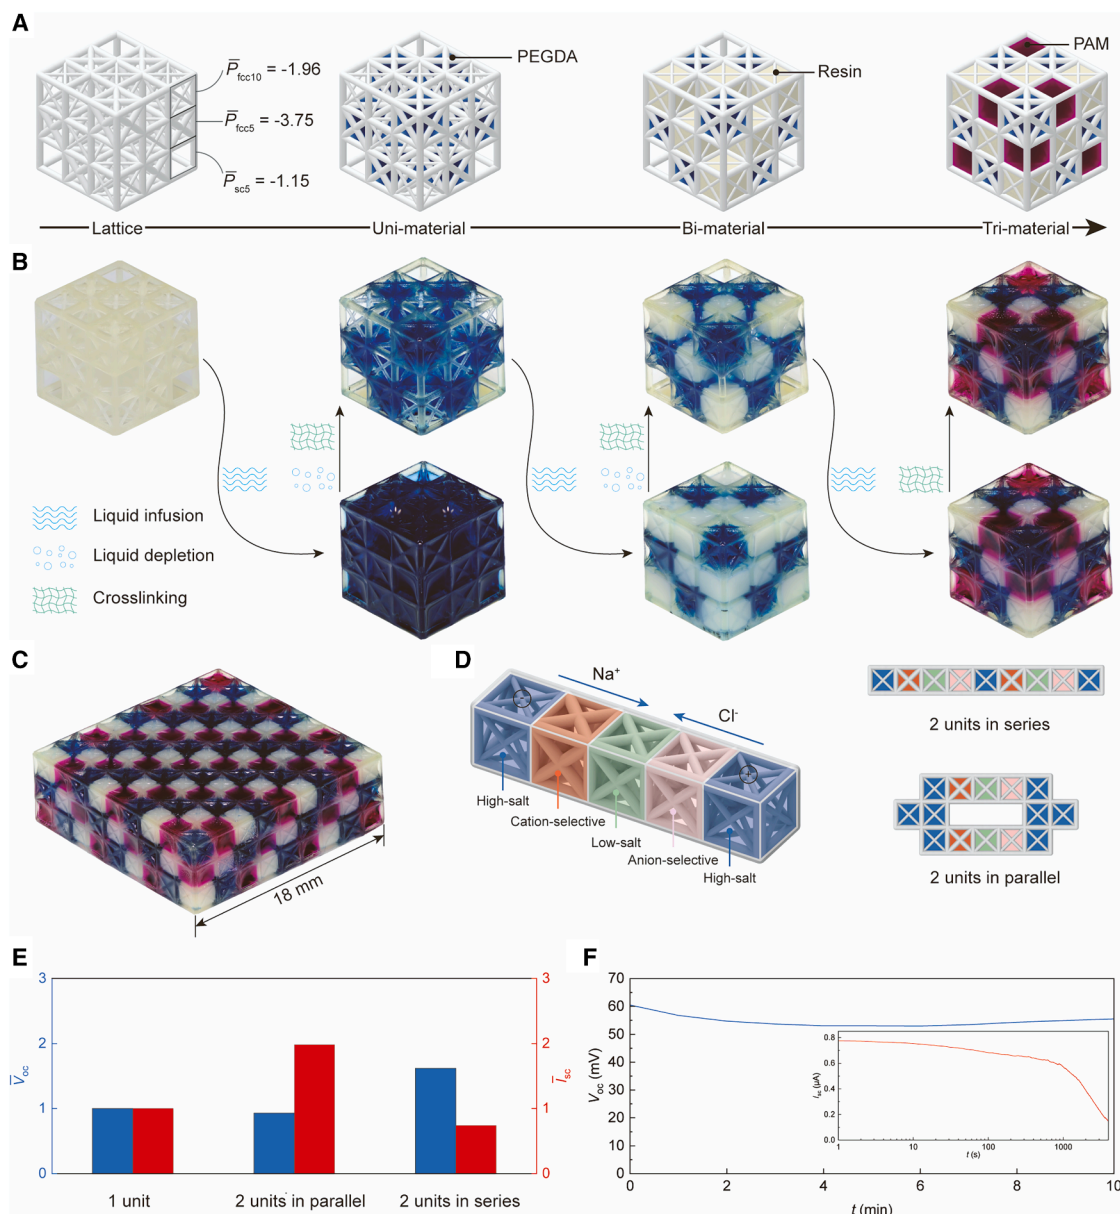 A
P̅fcc10 = -1.96
P̅fcc5 = -3.75
P̅sc5 = -1.15
PEGDA
Resin
PAM
Lattice
Uni-material
Bi-material
Tri-material
B
Liquid infusion
Liquid depletion
Crosslinking
C
18 mm
D
Na⁺
Cl⁻
High-salt
Cation-selective
Low-salt
Anion-selective
High-salt
2 units in series
2 units in parallel
E
3
2
1
0
V̅oc
3
2
1
0
I̅sc
1 unit
2 units in parallel
2 units in series
F
70
60
50
40
30
20
10
0
Voc (mV)
0 2 4 6 8 10
t (min)
0.8
0.6
0.4
0.2
0.0
Isc (μA)
1 10 100 1000
t (s)